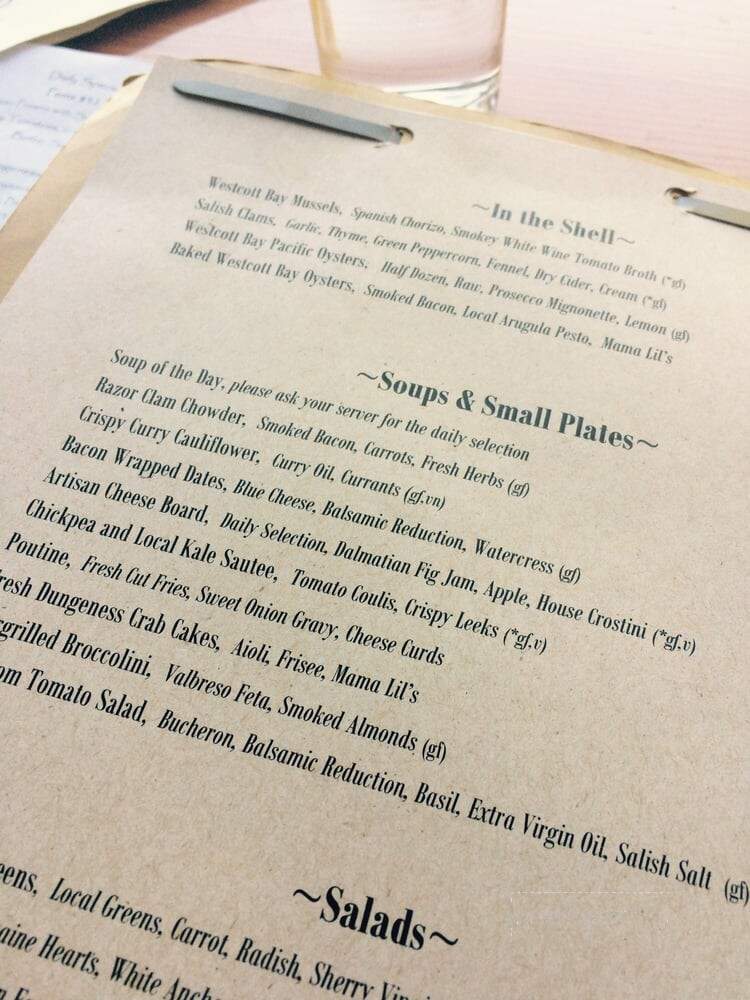 ~In the Shell~
Westcott Bay Mussels, Spanish Chorizo, Smokey White Wine Tomato Broth (*gf)
Salish Clams, Garlic, Thyme, Green Peppercorn, Fennel, Dry Cider, Cream (*gf)
Westcott Bay Pacific Oysters, Half Dozen, Raw, Prosecco Mignonette, Lemon (gf)
Baked Westcott Bay Oysters, Smoked Bacon, Local Arugula Pesto, Mama Lil's
~Soups & Small Plates~
Soup of the Day, please ask your server for the daily selection
Razor Clam Chowder, Smoked Bacon, Carrots, Fresh Herbs (gf)
Crispy Curry Cauliflower, Curry Oil, Currants (gf,vn)
Bacon Wrapped Dates, Blue Cheese, Balsamic Reduction, Watercress (gf)
Artisan Cheese Board, Daily Selection, Dalmatian Fig Jam, Apple, House Crostini (*gf,v)
Chickpea and Local Kale Sautee, Tomato Coulis, Crispy Leeks (*gf,v)
Poutine, Fresh Cut Fries, Sweet Onion Gravy, Cheese Curds
resh Dungeness Crab Cakes, Aioli, Frisee, Mama Lil's
rgrilled Broccolini, Valbreso Feta, Smoked Almonds (gf)
om Tomato Salad, Bucheron, Balsamic Reduction, Basil, Extra Virgin Oil, Salish Salt (gf)
~Salads~
eens, Local Greens, Carrot, Radish, Sherry Vin
aine Hearts, White Anch